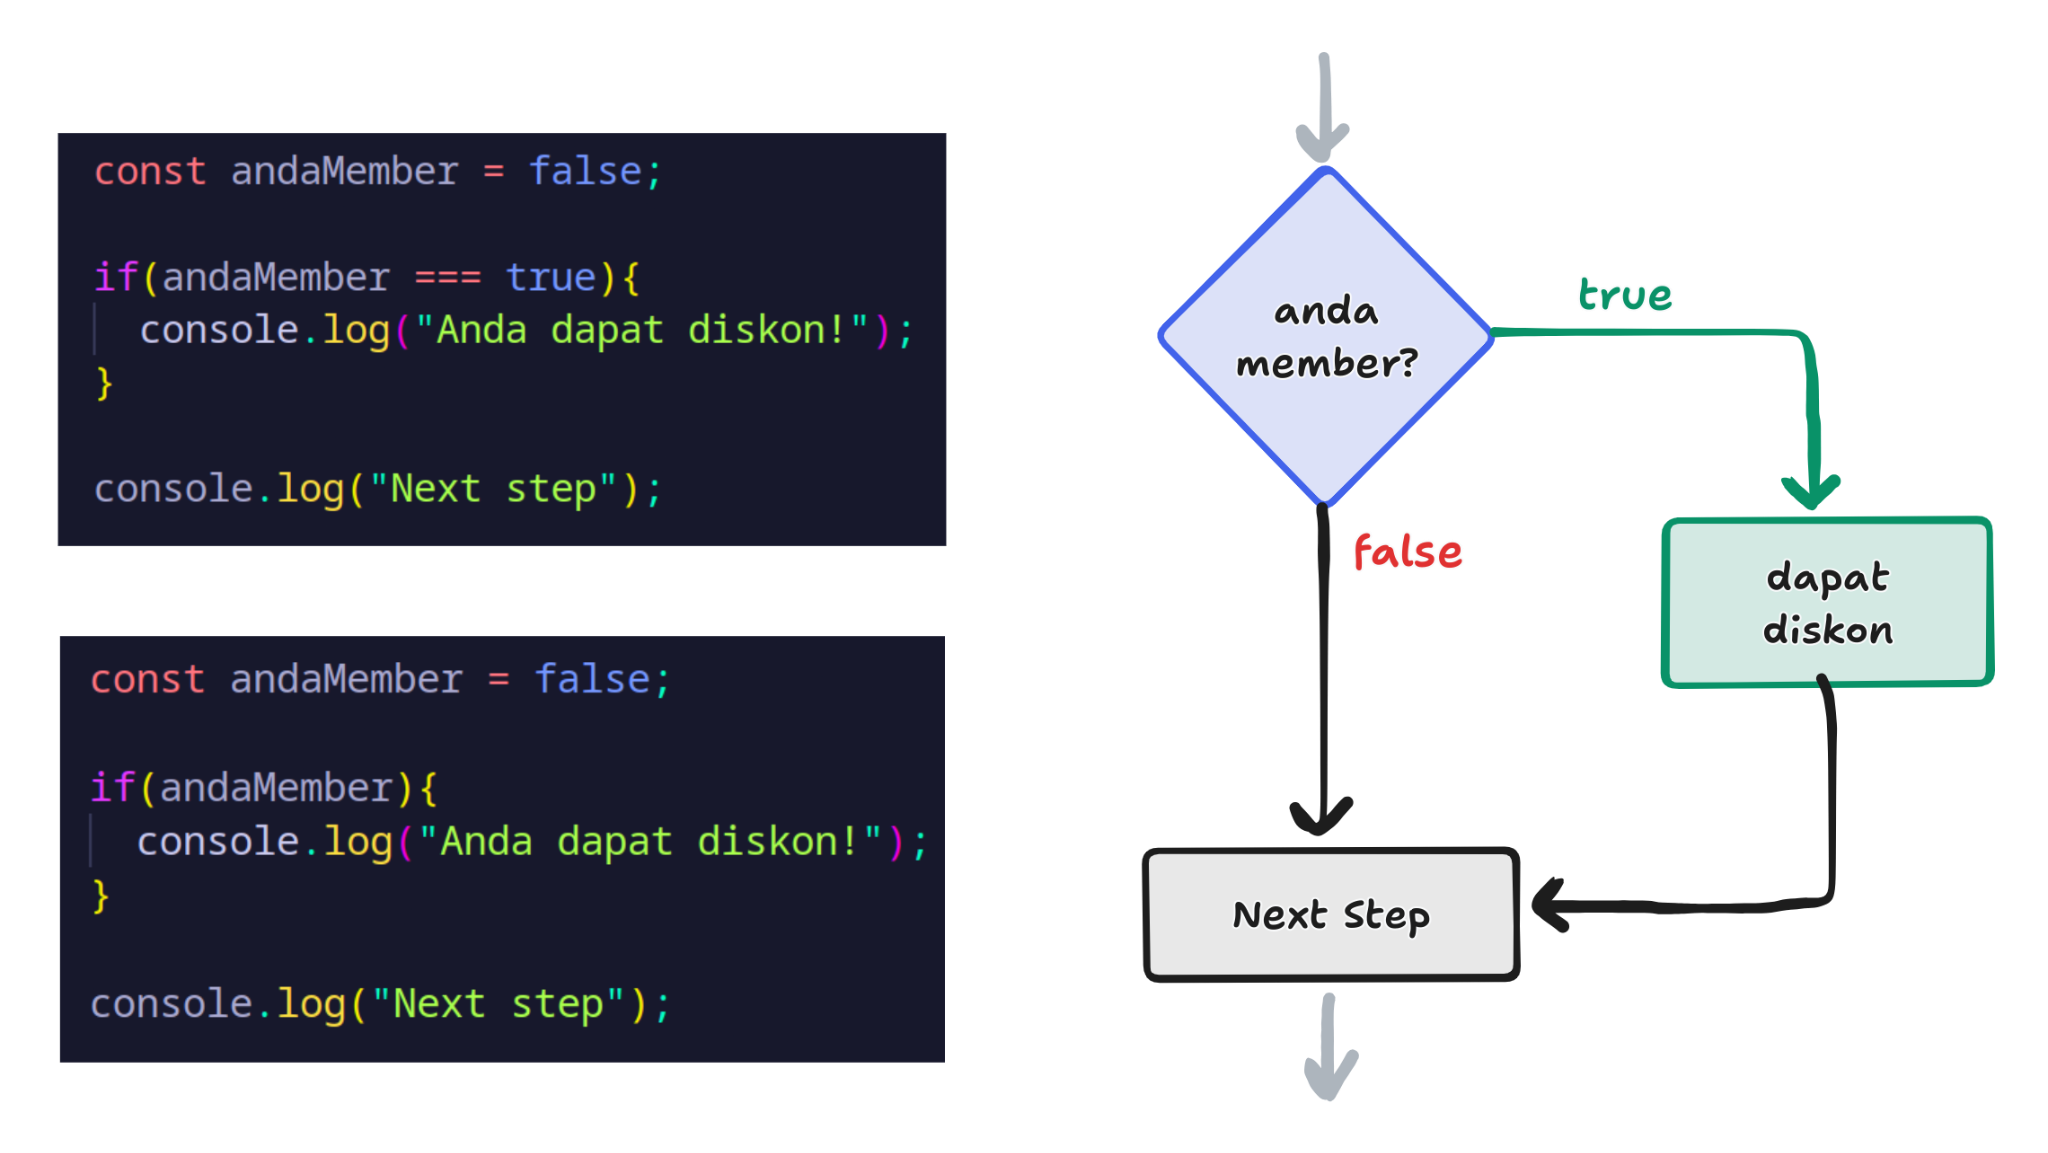 const andaMember = false;
if(andaMember === true){
console.log("Anda dapat diskon!");
}
console.log("Next step");
const andaMember = false;
if(andaMember){
console.log("Anda dapat diskon!");
}
console.log("Next step");
anda
member?
true
false
dapat
diskon
Next Step